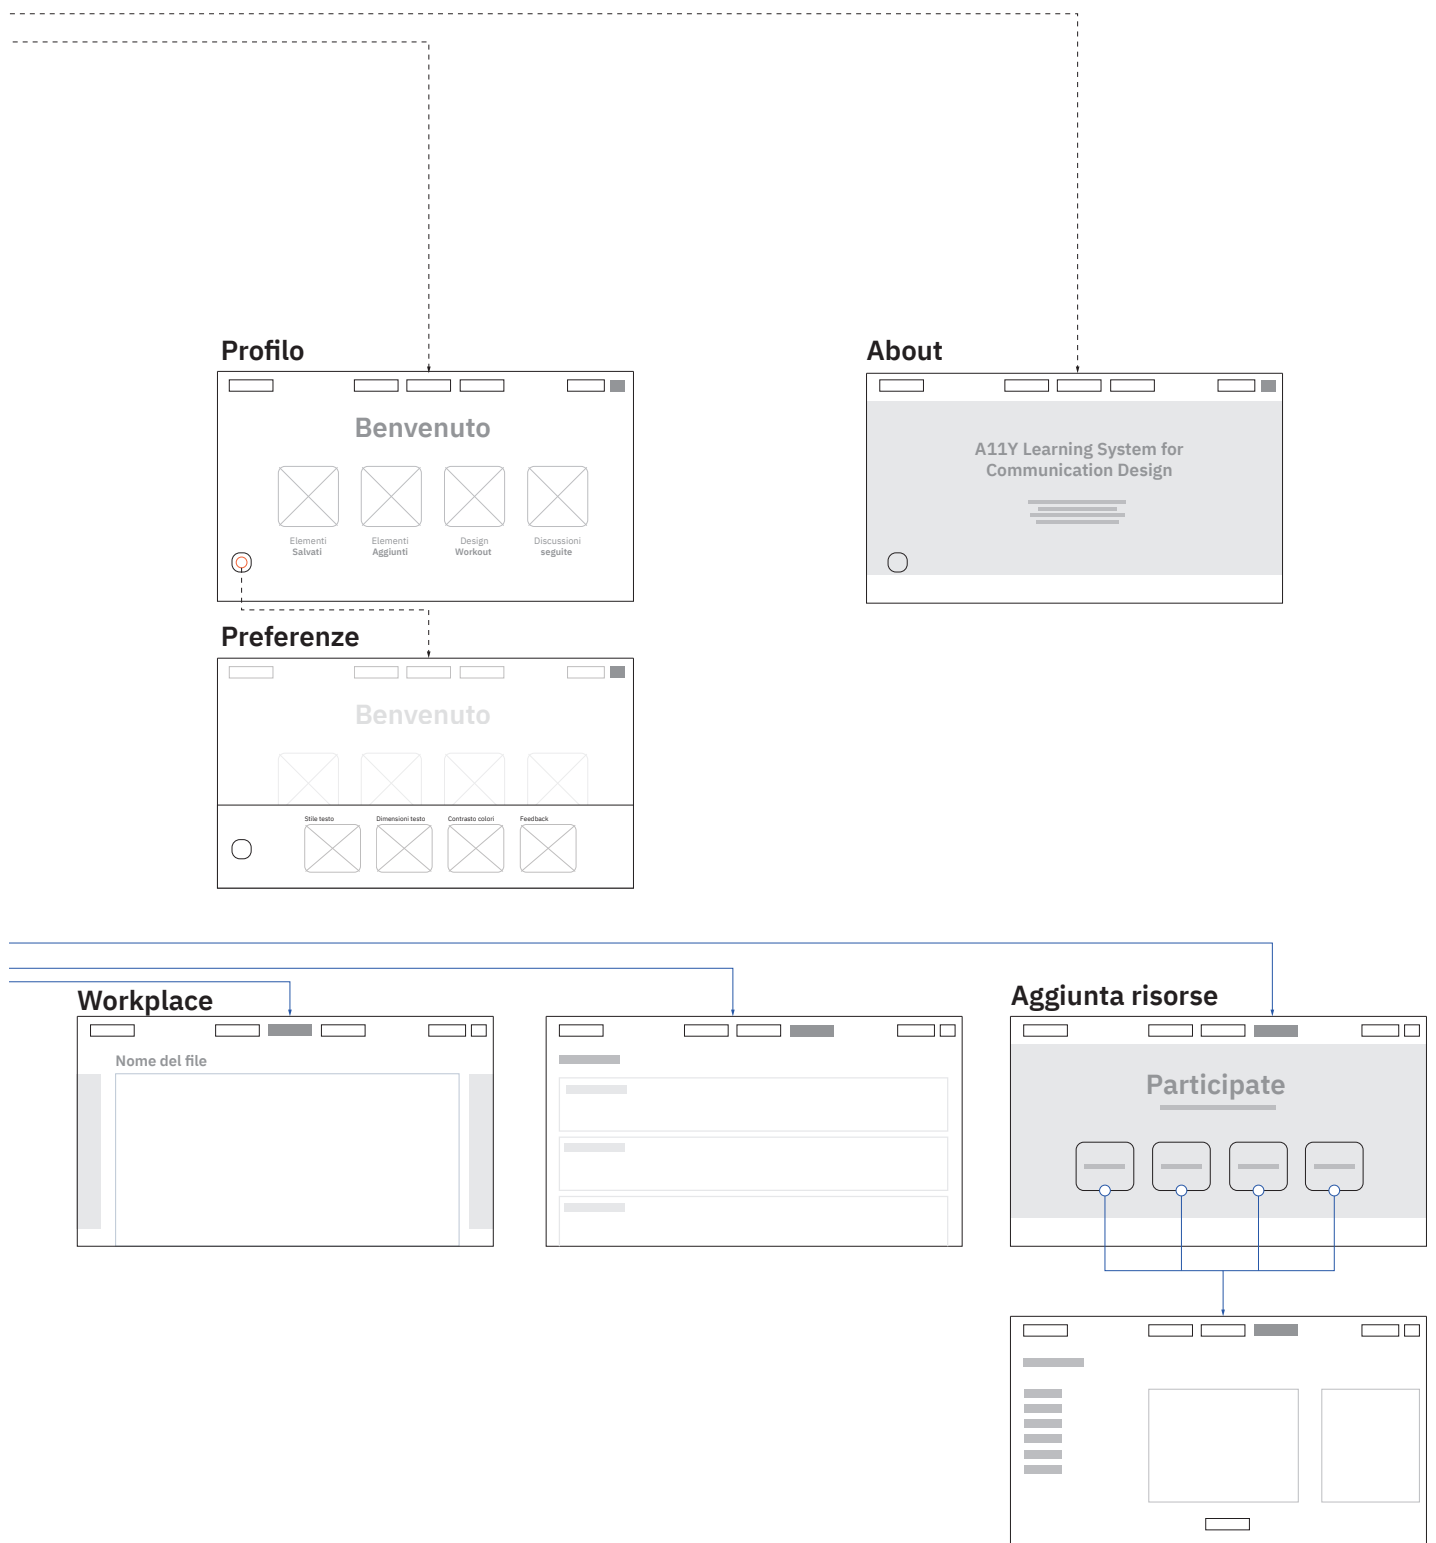 Profilo
About
Benvenuto
A11Y Learning System for
Communication Design
Elementi
Salvati
Elementi
Aggiunti
Design
Workout
Discussioni
seguite
Preferenze
Benvenuto
Stile testo
Dimensioni testo
Contrasto colori
Feedback
Workplace
Nome del file
Aggiunta risorse
Participate